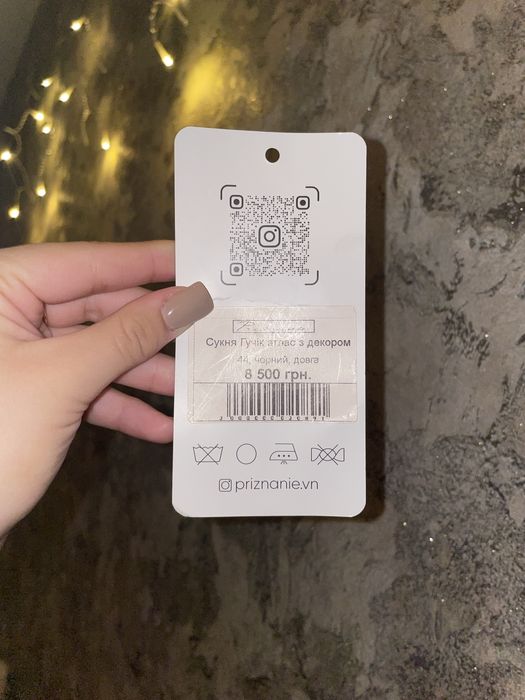 Сукня Гучік атлас з декором
44, чорний, довга
8 500 грн.
priznanie.vn